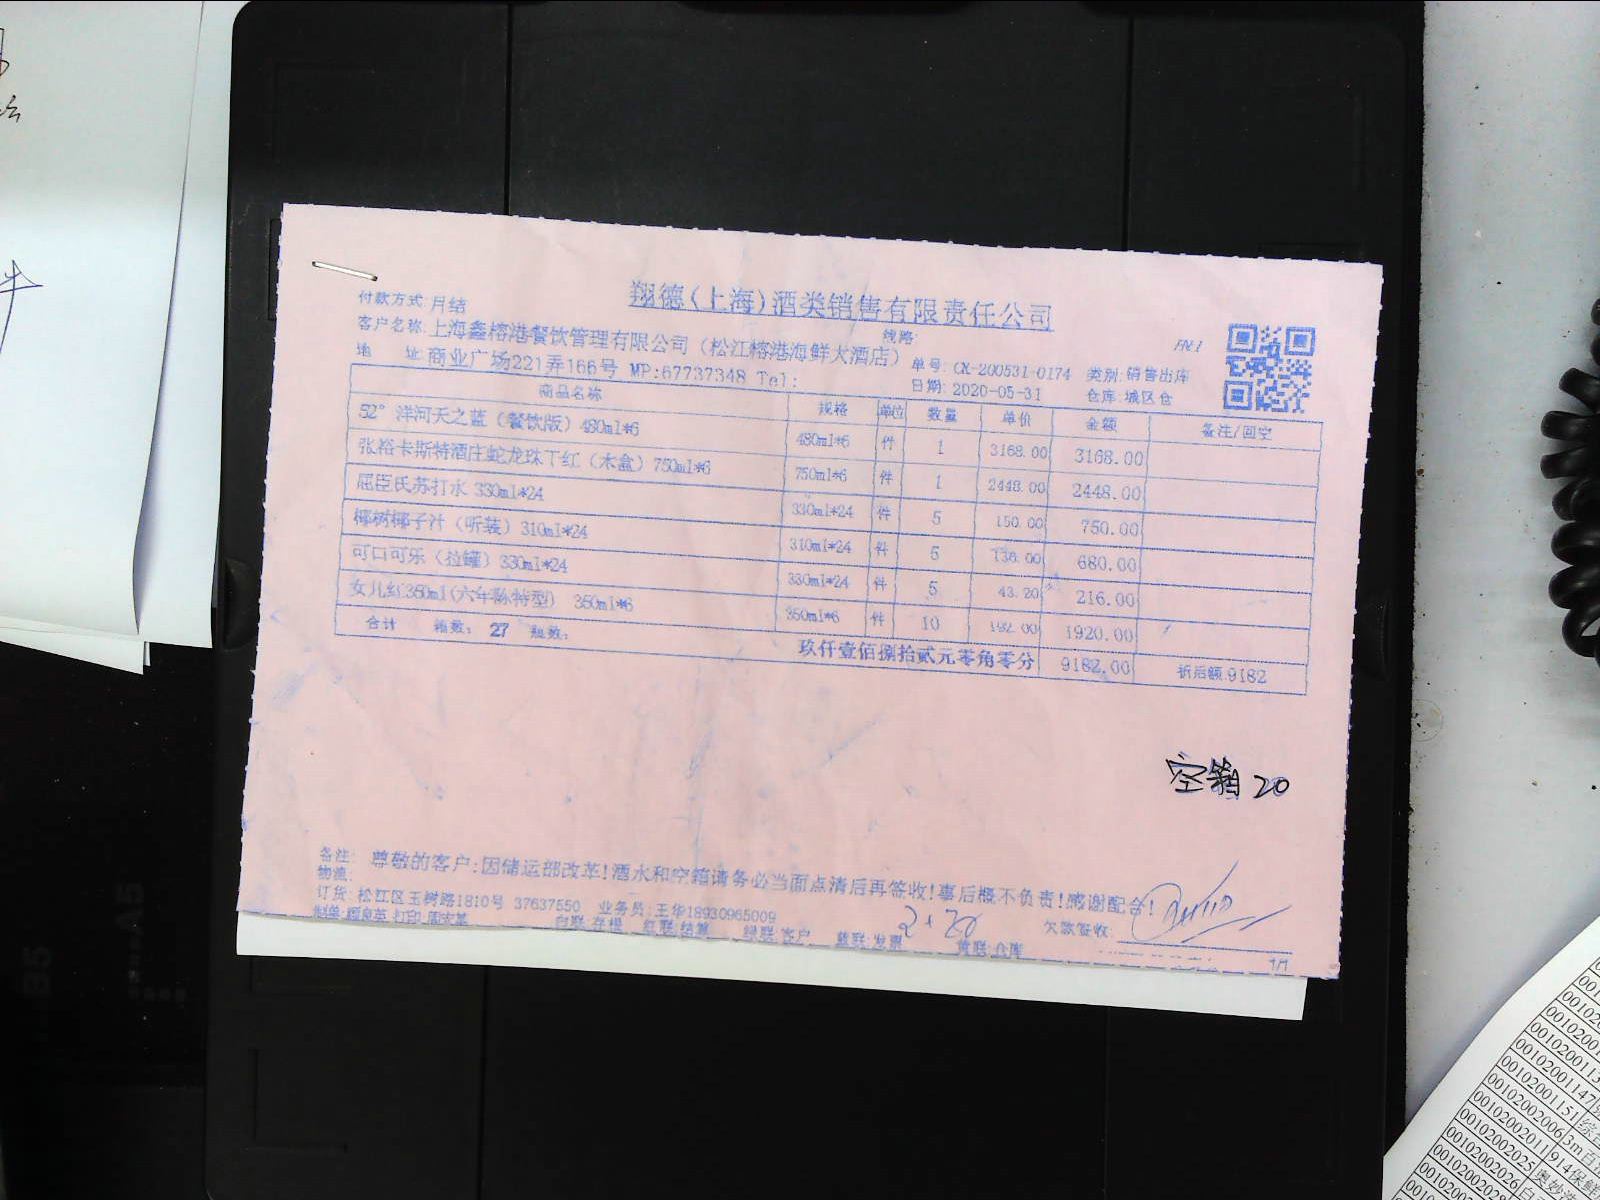 翔德(上海)酒类销售有限责任公司
付款方式:月结
线路:
客户名称:上海鑫榕港餐饮管理有限公司(松江榕港海鲜大酒店)
单号:CX-200531-0174 类别:销售出库
地 址:商业广场221弄166号 MP:67737348 Tel:
日期:2020-05-31 仓库:城区仓
商品名称 规格 单位 数量 单价 金额 备注/回空
52°洋河天之蓝(餐饮版)480ml*6 480ml*6 件 1 3168.00 3168.00
张裕卡斯特酒庄蛇龙珠干红(木盒)750ml*6 750ml*6 件 1 2448.00 2448.00
屈臣氏苏打水 330ml*24 330ml*24 件 5 150.00 750.00
椰树椰子汁(听装)310ml*24 310ml*24 件 5 136.00 680.00
可口可乐(拉罐)330ml*24 330ml*24 件 5 43.20 216.00
女儿红350ml(六年陈特型) 350ml*6 350ml*6 件 10 192.00 1920.00
合计 箱数: 27 瓶数: 玖仟壹佰捌拾贰元零角零分 9182.00 折后额:9182
空箱 20
备注: 尊敬的客户:因储运部改革!酒水和空箱请务必当面点清后再签收!事后概不负责!感谢配合!
物流:
订货:松江区玉树路1810号 37637550 业务员:王华18930965009
欠款签收:
白联:存根 红联:结算 绿联:客户 蓝联:发票 黄联:仓库
1/1
B5
A5
001020011
0010200114
00102001151
00102002006 3m
00102002011 914
00102002025
00102002026